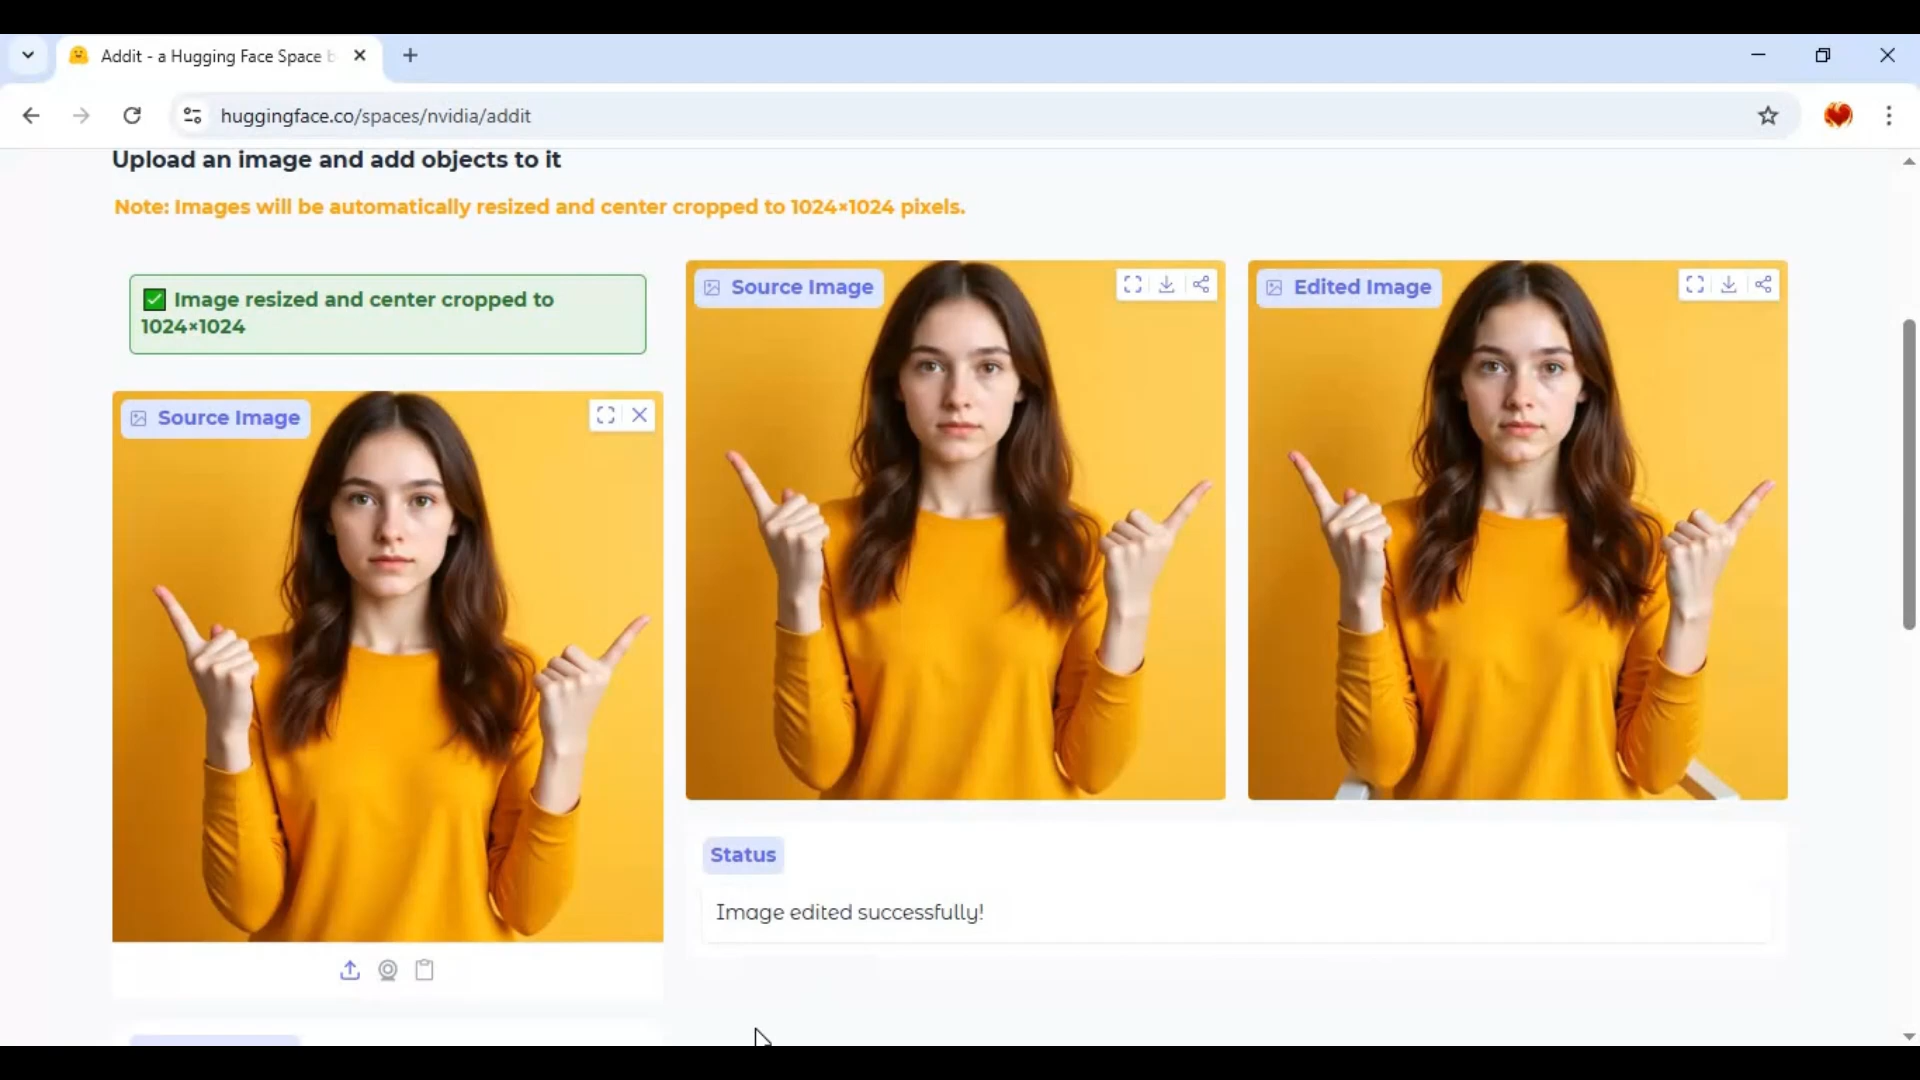 Addit - a Hugging Face Space b
huggingface.co/spaces/nvidia/addit
Upload an image and add objects to it
Note: Images will be automatically resized and center cropped to 1024×1024 pixels.
✅ Image resized and center cropped to
1024×1024
Source Image
Source Image
Edited Image
Status
Image edited successfully!